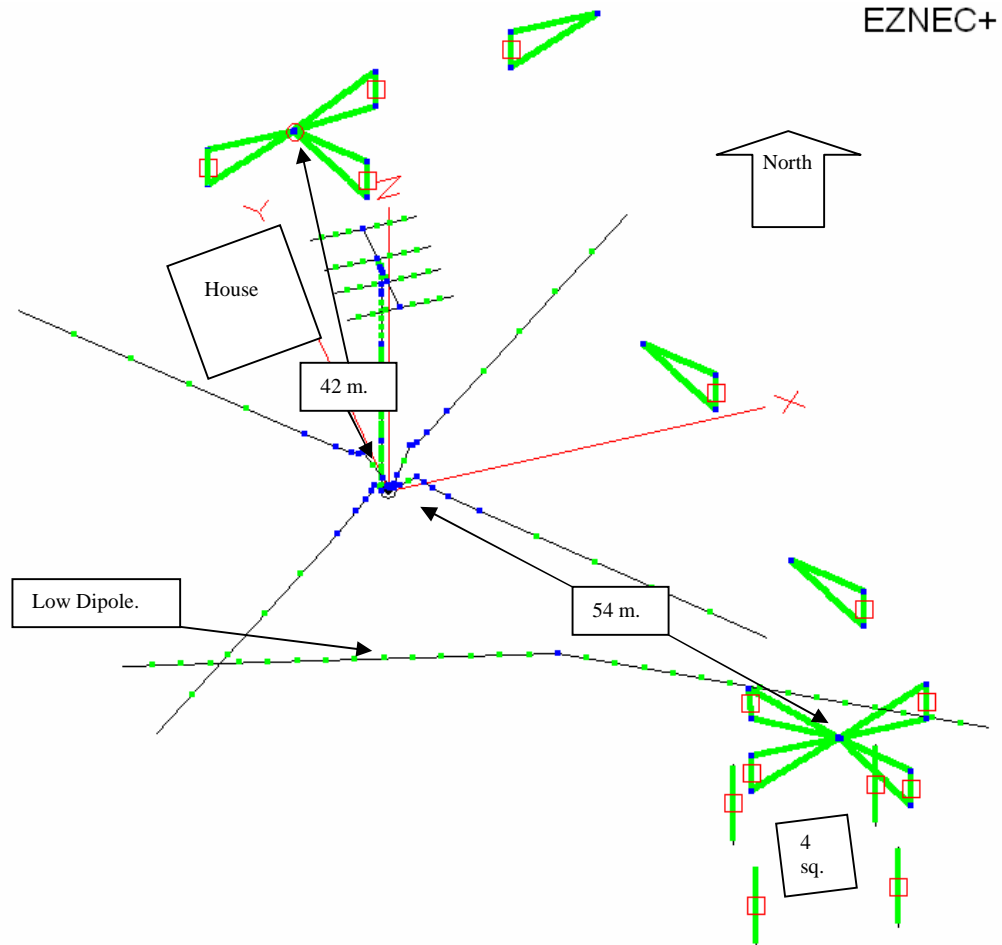 EZNEC+
North
Z
Y
House
42 m.
X
Low Dipole.
54 m.
4
sq.